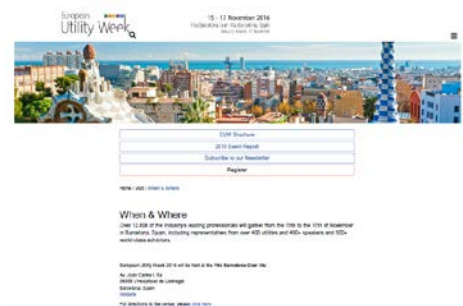 European
Utility Week
15 - 17 November 2016
EUW Brochure
2015 Event Report
Subscribe to our Newsletter
Register
Home / Visit / When & Where
When & Where
Over 12,000 of the industry's leading professionals will gather from the 15th to the 17th of November
in Barcelona, Spain, including representatives from over 400 utilities and 450+ speakers and 500+
world-class exhibitors.
European Utility Week 2016 will be held at the Fira Barcelona Gran Via:
Av. Joan Carles I, 64
08908 L'Hospitalet de Llobregat
Barcelona, Spain
Website
For directions to the center, please click here.